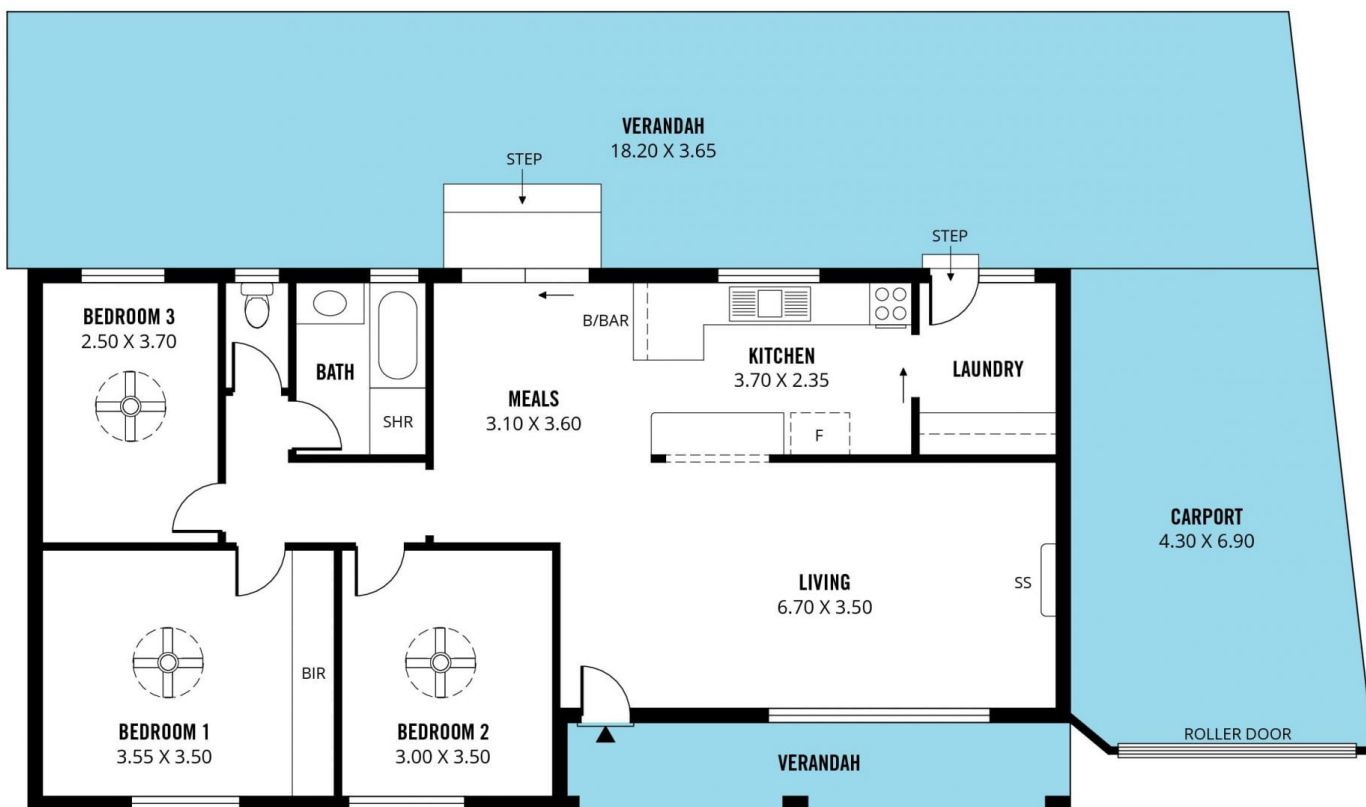 VERANDAH
18.20 X 3.65
STEP
STEP
BEDROOM 3
2.50 X 3.70
BATH
SHR
B/BAR
MEALS
3.10 X 3.60
KITCHEN
3.70 X 2.35
F
LAUNDRY
CARPORT
4.30 X 6.90
LIVING
6.70 X 3.50
SS
BIR
BEDROOM 1
3.55 X 3.50
BEDROOM 2
3.00 X 3.50
ROLLER DOOR
VERANDAH